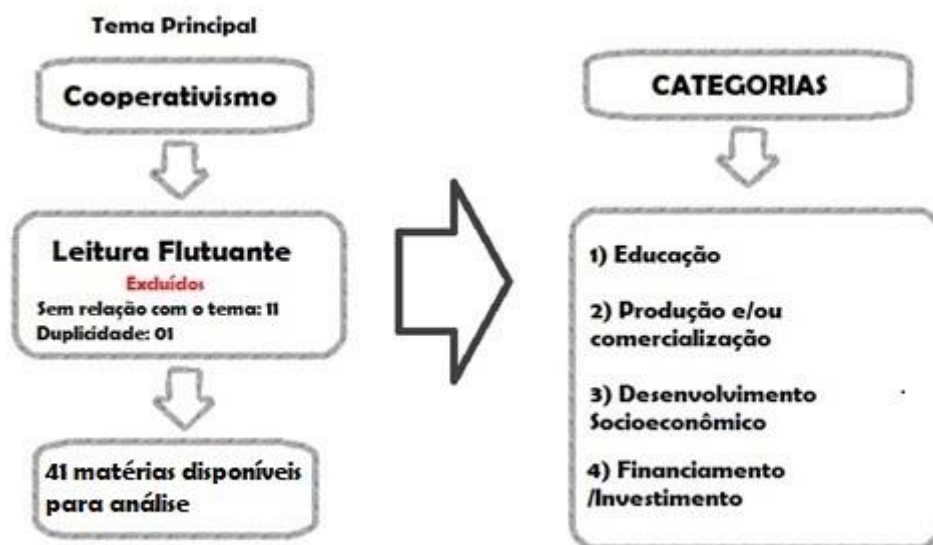 Tema Principal
Cooperativismo
Leitura Flutuante
Excluídos
Sem relação com o tema: 11
Duplicidade: 01
41 matérias disponíveis
para análise
CATEGORIAS
1) Educação
2) Produção e/ou
comercialização
3) Desenvolvimento
Socioeconômico
4) Financiamento
/Investimento